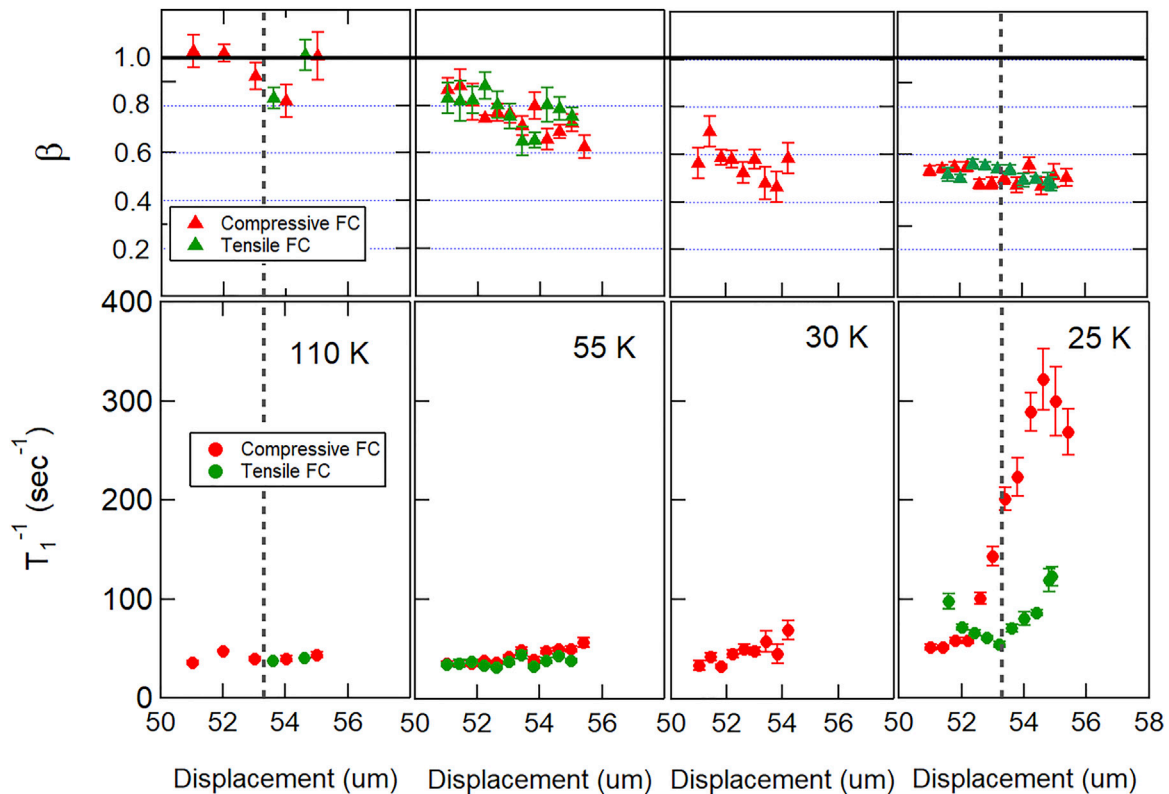 β
1.0
0.8
0.6
0.4
0.2
Compressive FC
Tensile FC
T₁⁻¹ (sec⁻¹)
400
300
200
100
0
110 K
55 K
30 K
25 K
Compressive FC
Tensile FC
50 52 54 56 50 52 54 56 50 52 54 56 50 52 54 56 58
Displacement (um) Displacement (um) Displacement (um) Displacement (um)